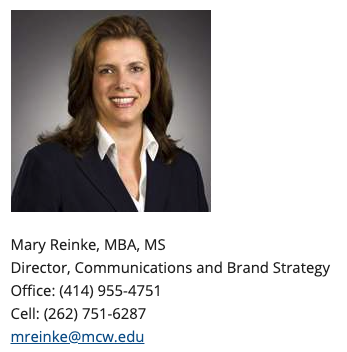 Mary Reinke, MBA, MS
Director, Communications and Brand Strategy
Office: (414) 955-4751
Cell: (262) 751-6287
mreinke@mcw.edu